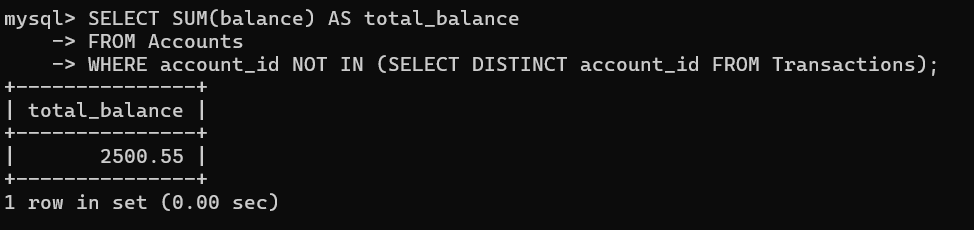 mysql> SELECT SUM(balance) AS total_balance
    -> FROM Accounts
    -> WHERE account_id NOT IN (SELECT DISTINCT account_id FROM Transactions);
+---------------+
| total_balance |
+---------------+
|       2500.55 |
+---------------+
1 row in set (0.00 sec)